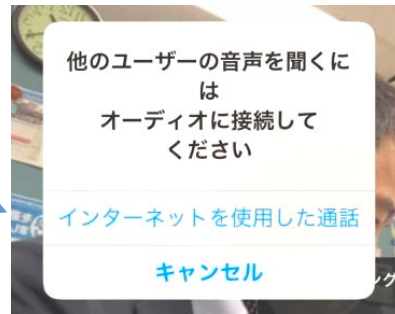 他のユーザーの音声を聞くに
は
オーディオに接続して
ください
インターネットを使用した通話
キャンセル